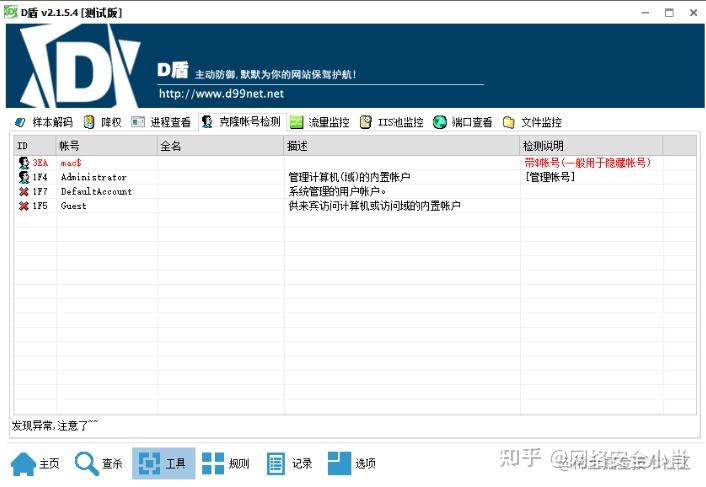 D盾 v2.1.5.4 [测试版]
D盾 主动防御,默默为你的网站保驾护航!
http://www.d99net.net
样本解码 降权 进程查看 克隆帐号检测 流量监控 IIS池监控 端口查看 文件监控
ID 帐号 全名 描述 检测说明
3EA mao$ 带$帐号(一般用于隐藏帐号)
1F4 Administrator 管理计算机(域)的内置帐户 [管理帐号]
1F7 DefaultAccount 系统管理的用户帐户。
1F5 Guest 供来宾访问计算机或访问域的内置帐户
发现异常,注意了~~
主页 查杀 工具 规则 记录 选项
知乎 @网络安全小肖